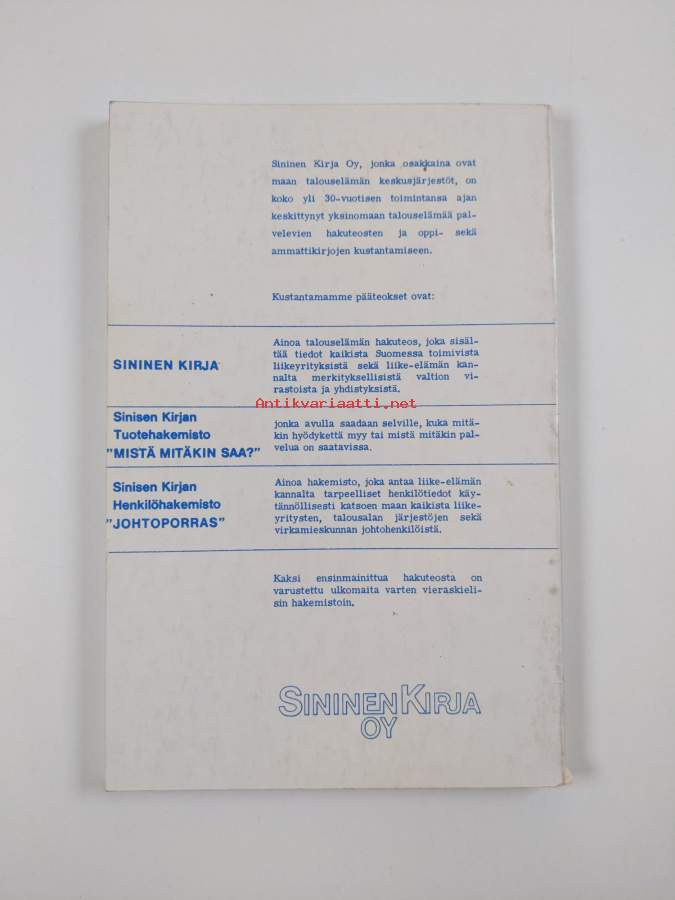 Sininen Kirja Oy, jonka osakkaina ovat
maan talouselämän keskusjärjestöt, on
koko yli 30-vuotisen toimintansa ajan
keskittynyt yksinomaan talouselämää pal-
velevien hakuteosten ja oppi- sekä
ammattikirjojen kustantamiseen.
Kustantamamme pääteokset ovat:
SININEN KIRJA
Ainoa talouselämän hakuteos, joka sisäl-
tää tiedot kaikista Suomessa toimivista
liikeyrityksistä sekä liike-elämän kan-
nalta merkityksellisistä valtion vi-
rastoista ja yhdistyksistä.
Antikvariaatti.net
Sinisen Kirjan
Tuotehakemisto
"MISTÄ MITÄKIN SAA?"
jonka avulla saadaan selville, kuka mitä-
kin hyödykettä myy tai mistä mitäkin pal-
velua on saatavissa.
Sinisen Kirjan
Henkilöhakemisto
"JOHTOPORRAS"
Ainoa hakemisto, joka antaa liike-elämän
kannalta tarpeelliset henkilötiedot käy-
tännöllisesti katsoen maan kaikista liike-
yritysten, talousalan järjestöjen sekä
virkamieskunnan johtohenkilöistä.
Kaksi ensinmainittua hakuteosta on
varustettu ulkomaita varten vieraskieli-
sin hakemistoin.
SININEN KIRJA
OY